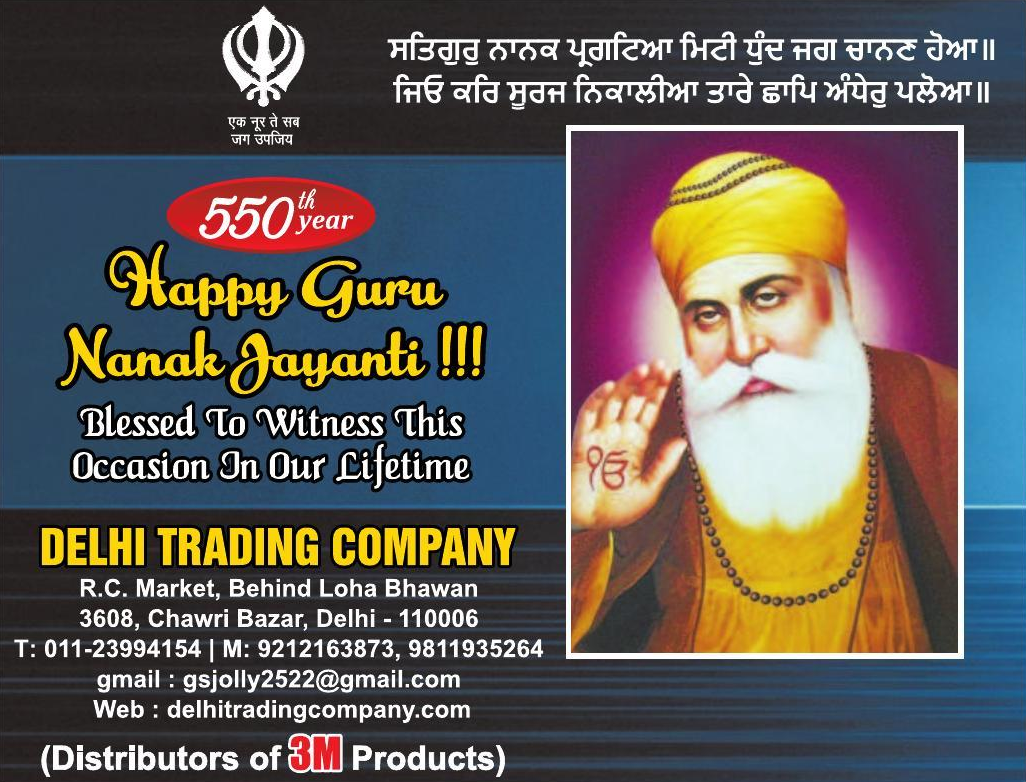 ਸਤਿਗੁਰੁ ਨਾਨਕ ਪ੍ਰਗਟਿਆ ਮਿਟੀ ਧੁੰਦ ਜਗ ਚਾਨਣ ਹੋਆ॥
ਜਿਓ ਕਰਿ ਸੂਰਜ ਨਿਕਾਲੀਆ ਤਾਰੇ ਛਾਪਿ ਅੰਧੇਰੁ ਪਲੋਆ॥
एक नूर ते सब
जग उपजिय
550th year
Happy Guru
Nanak Jayanti !!!
Blessed To Witness This
Occasion In Our Lifetime
ੴ
DELHI TRADING COMPANY
R.C. Market, Behind Loha Bhawan
3608, Chawri Bazar, Delhi - 110006
T: 011-23994154 | M: 9212163873, 9811935264
gmail : gsjolly2522@gmail.com
Web : delhitradingcompany.com
(Distributors of 3M Products)